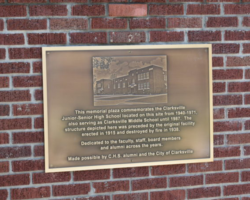 This memorial plaza commemorates the Clarksville
Junior-Senior High School located on this site from 1940-1971
also serving as Clarksville Middle School until 1987. The
structure depicted here was preceded by the original facility
erected in 1915 and destroyed by fire in 1939.
Dedicated to the faculty, staff, board members,
and alumni across the years.
Made possible by C.H.S. alumni and the City of Clarksville